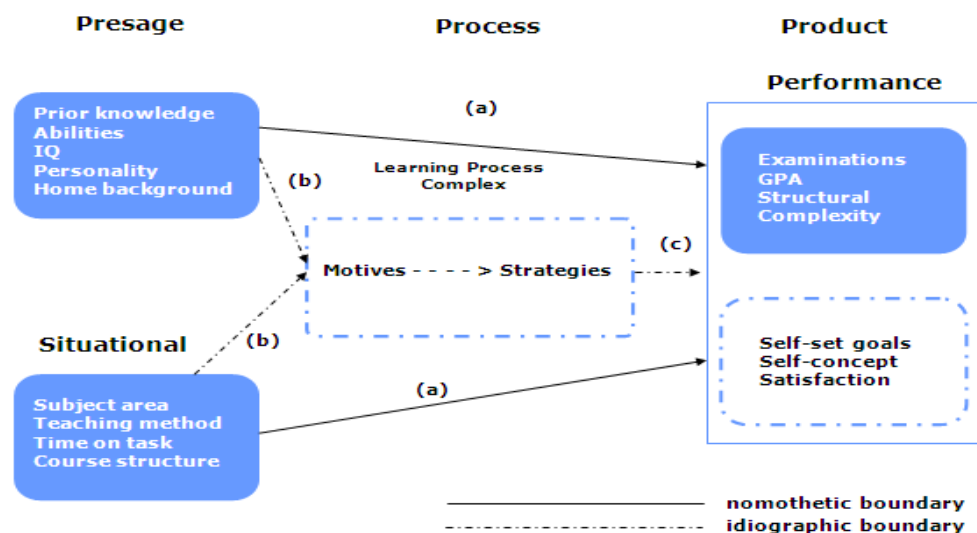 Presage
Process
Product
Performance
Prior knowledge
Abilities
IQ
Personality
Home background
(a)
(b)
Learning Process
Complex
Examinations
GPA
Structural
Complexity
Motives - - - - > Strategies
(c)
Situational
(b)
Self-set goals
Self-concept
Satisfaction
Subject area
Teaching method
Time on task
Course structure
(a)
nomothetic boundary
idiographic boundary